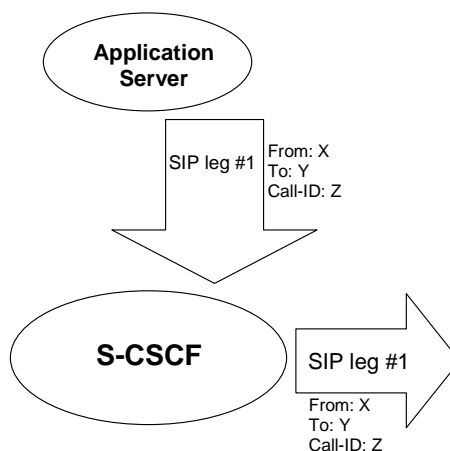 Application
Server
SIP leg #1
From: X
To: Y
Call-ID: Z
S-CSCF
SIP leg #1
From: X
To: Y
Call-ID: Z